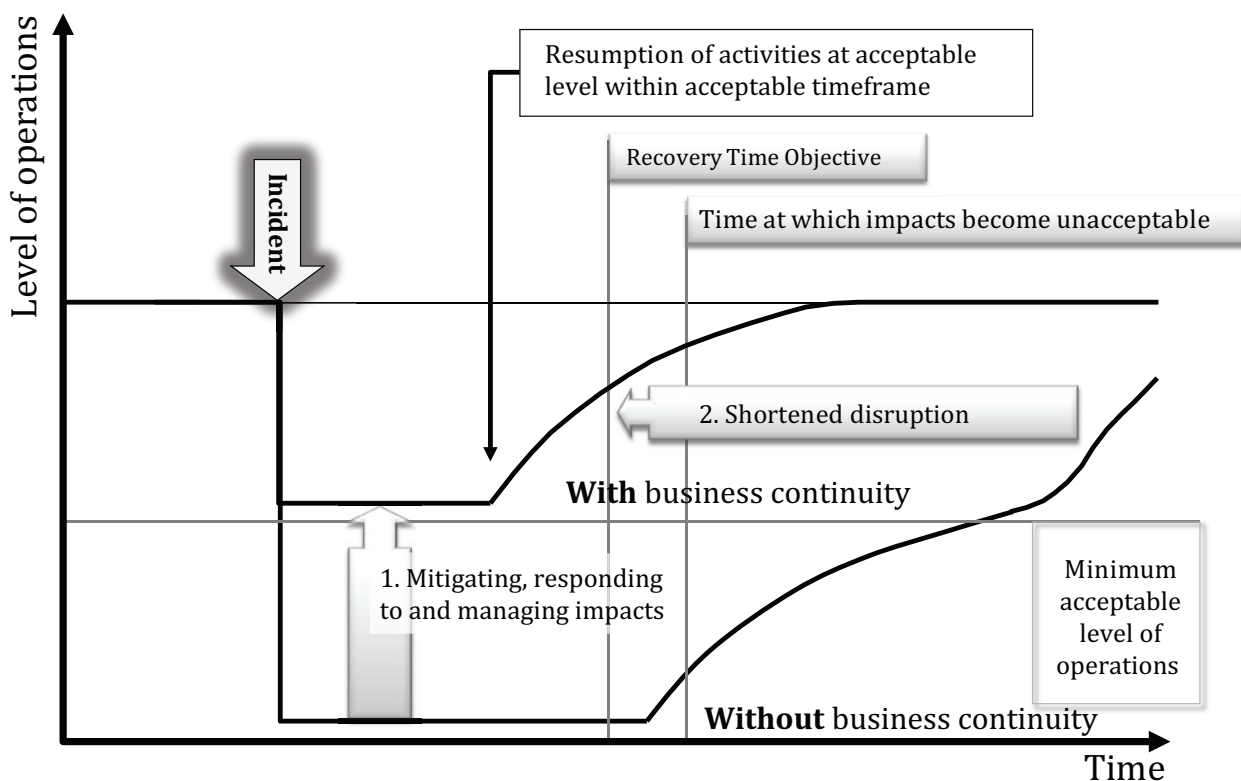 Level of operations
Resumption of activities at acceptable
level within acceptable timeframe
Recovery Time Objective
Incident
Time at which impacts become unacceptable
2. Shortened disruption
With business continuity
1. Mitigating, responding
to and managing impacts
Minimum
acceptable
level of
operations
Without business continuity
Time